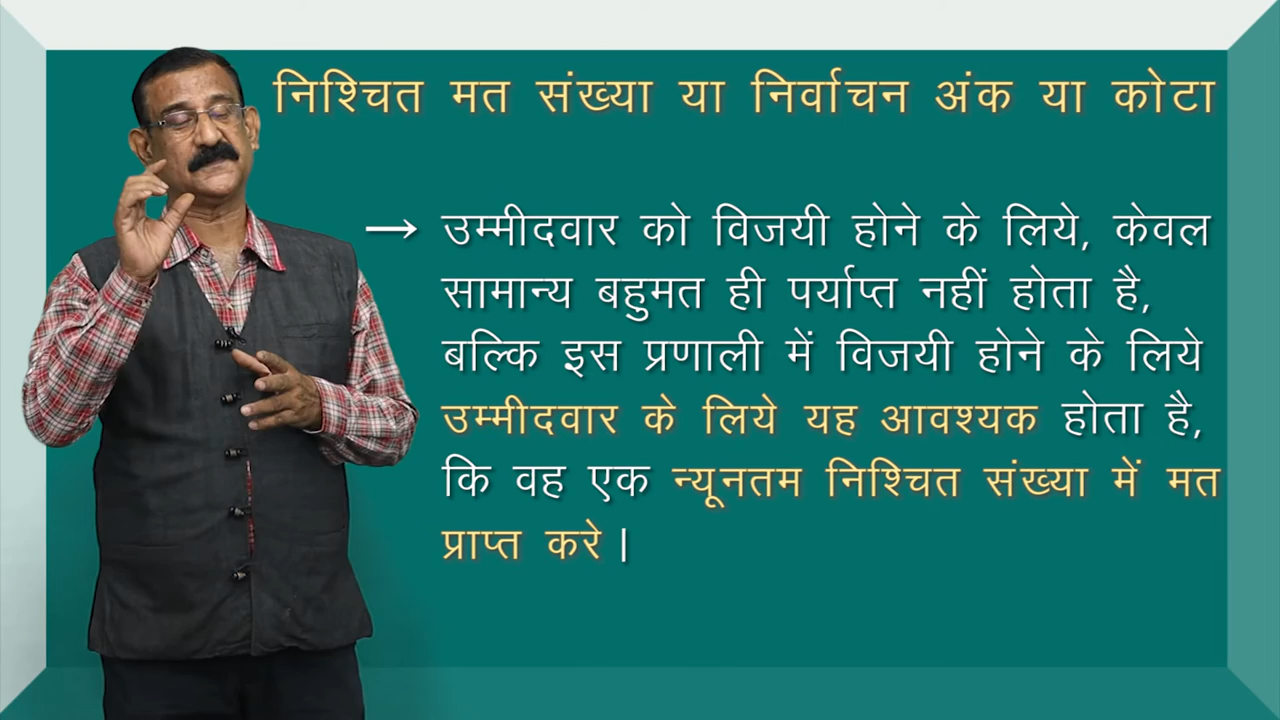 निश्चित मत संख्या या निर्वाचन अंक या कोटा
→ उम्मीदवार को विजयी होने के लिये, केवल
सामान्य बहुमत ही पर्याप्त नहीं होता है,
बल्कि इस प्रणाली में विजयी होने के लिये
उम्मीदवार के लिये यह आवश्यक होता है,
कि वह एक न्यूनतम निश्चित संख्या में मत
प्राप्त करे।